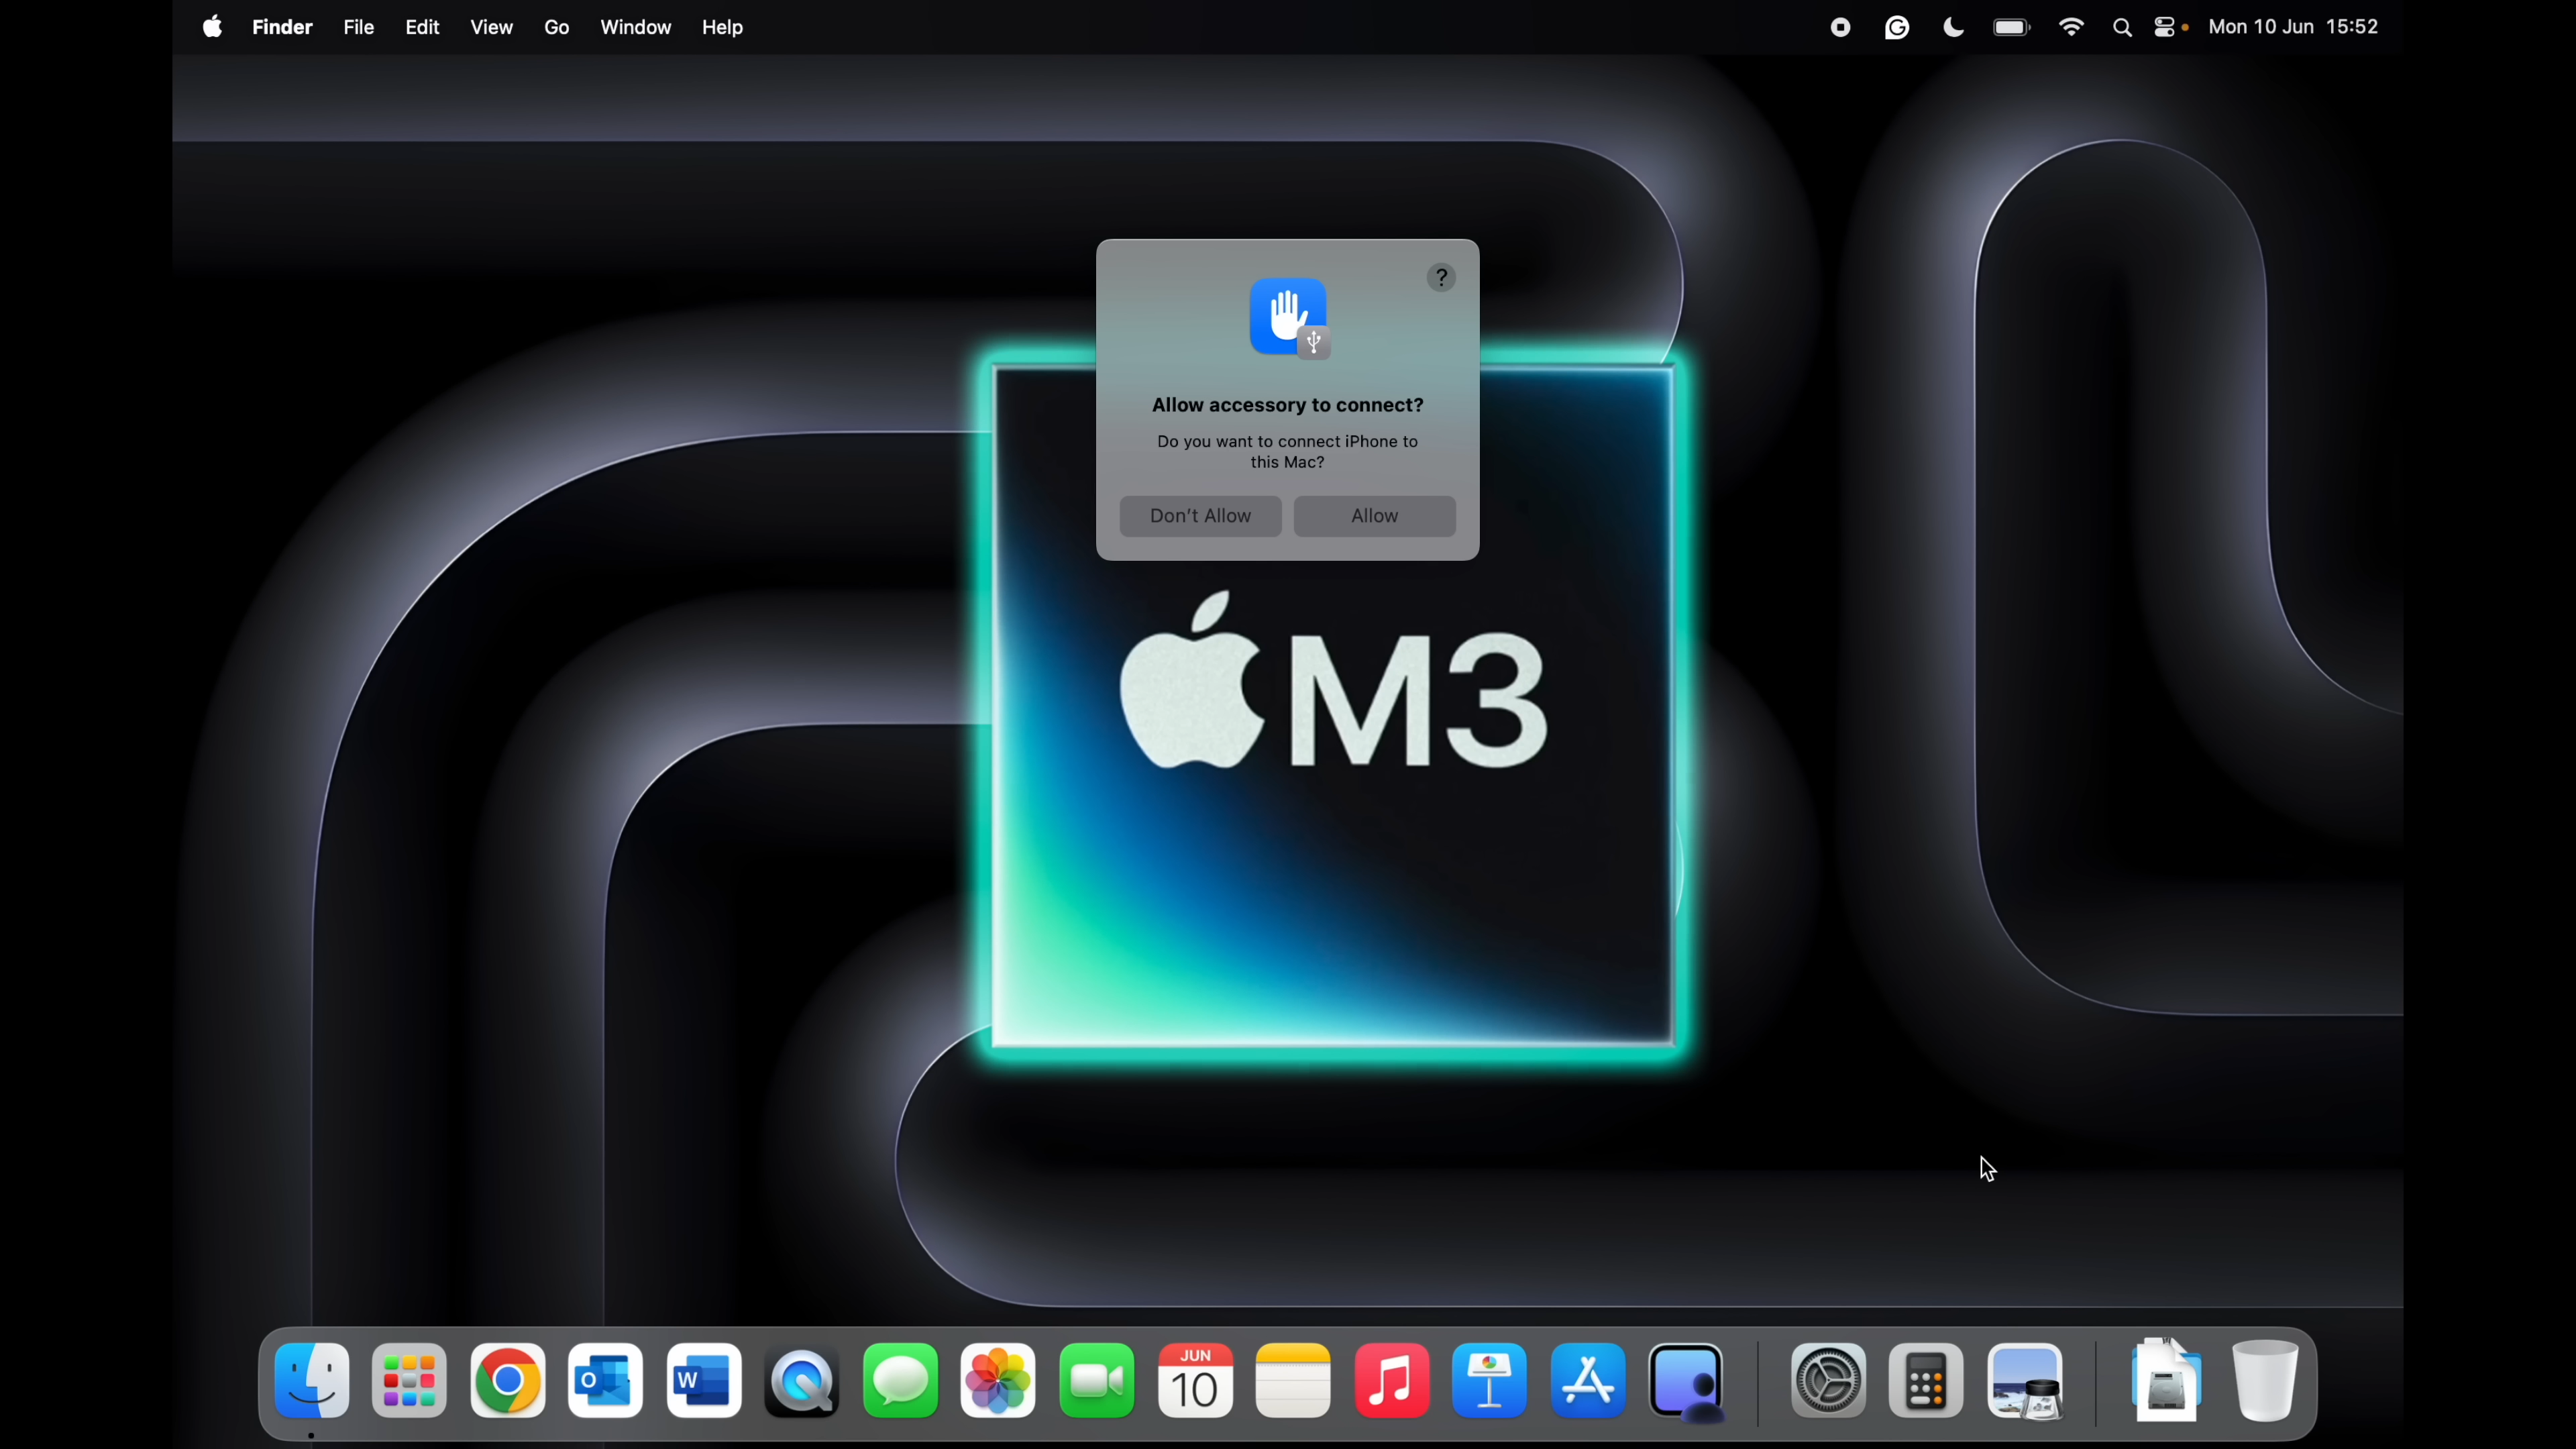 Finder File Edit View Go Window Help Mon 10 Jun 15:52
?
Allow accessory to connect?
Do you want to connect iPhone to
this Mac?
Don't Allow Allow
M3
JUN
10
O
W